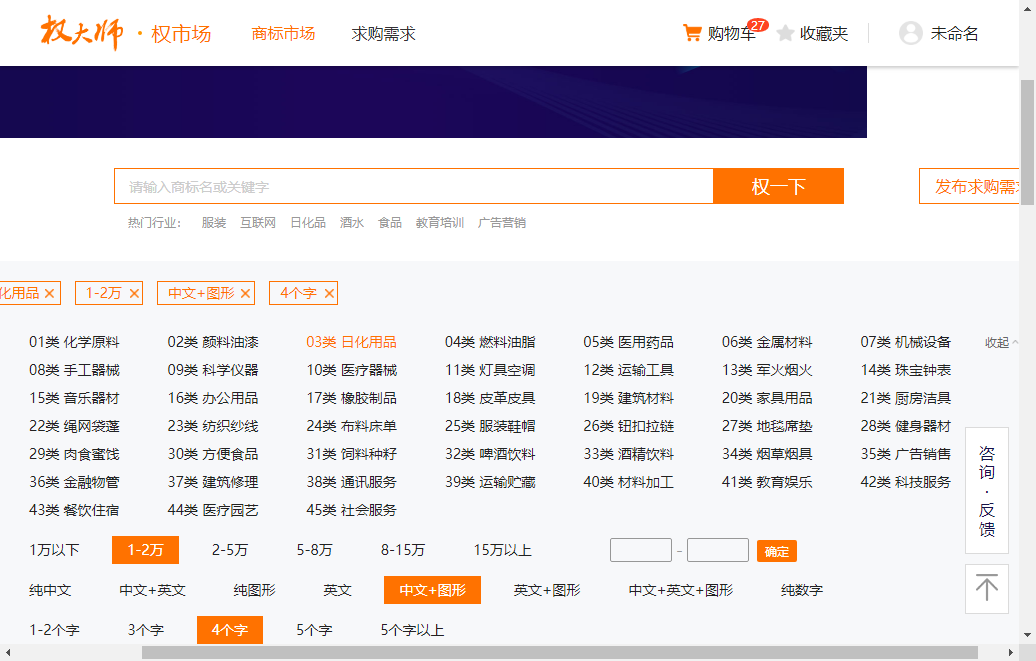 权大师 · 权市场 商标市场 求购需求 购物车 27 收藏夹 未命名
请输入商标名或关键字 权一下 发布求购需求
热门行业： 服装 互联网 日化品 酒水 食品 教育培训 广告营销
化用品 × 1-2万 × 中文+图形 × 4个字 ×
01类 化学原料 02类 颜料油漆 03类 日化用品 04类 燃料油脂 05类 医用药品 06类 金属材料 07类 机械设备 收起
08类 手工器械 09类 科学仪器 10类 医疗器械 11类 灯具空调 12类 运输工具 13类 军火烟火 14类 珠宝钟表
15类 音乐器材 16类 办公用品 17类 橡胶制品 18类 皮革皮具 19类 建筑材料 20类 家具用品 21类 厨房洁具
22类 绳网袋蓬 23类 纺织纱线 24类 布料床单 25类 服装鞋帽 26类 钮扣拉链 27类 地毯席垫 28类 健身器材
29类 肉食蜜饯 30类 方便食品 31类 饲料种籽 32类 啤酒饮料 33类 酒精饮料 34类 烟草烟具 35类 广告销售
36类 金融物管 37类 建筑修理 38类 通讯服务 39类 运输贮藏 40类 材料加工 41类 教育娱乐 42类 科技服务
43类 餐饮住宿 44类 医疗园艺 45类 社会服务
1万以下 1-2万 2-5万 5-8万 8-15万 15万以上 - 确定
纯中文 中文+英文 纯图形 英文 中文+图形 英文+图形 中文+英文+图形 纯数字
1-2个字 3个字 4个字 5个字 5个字以上
咨询·反馈